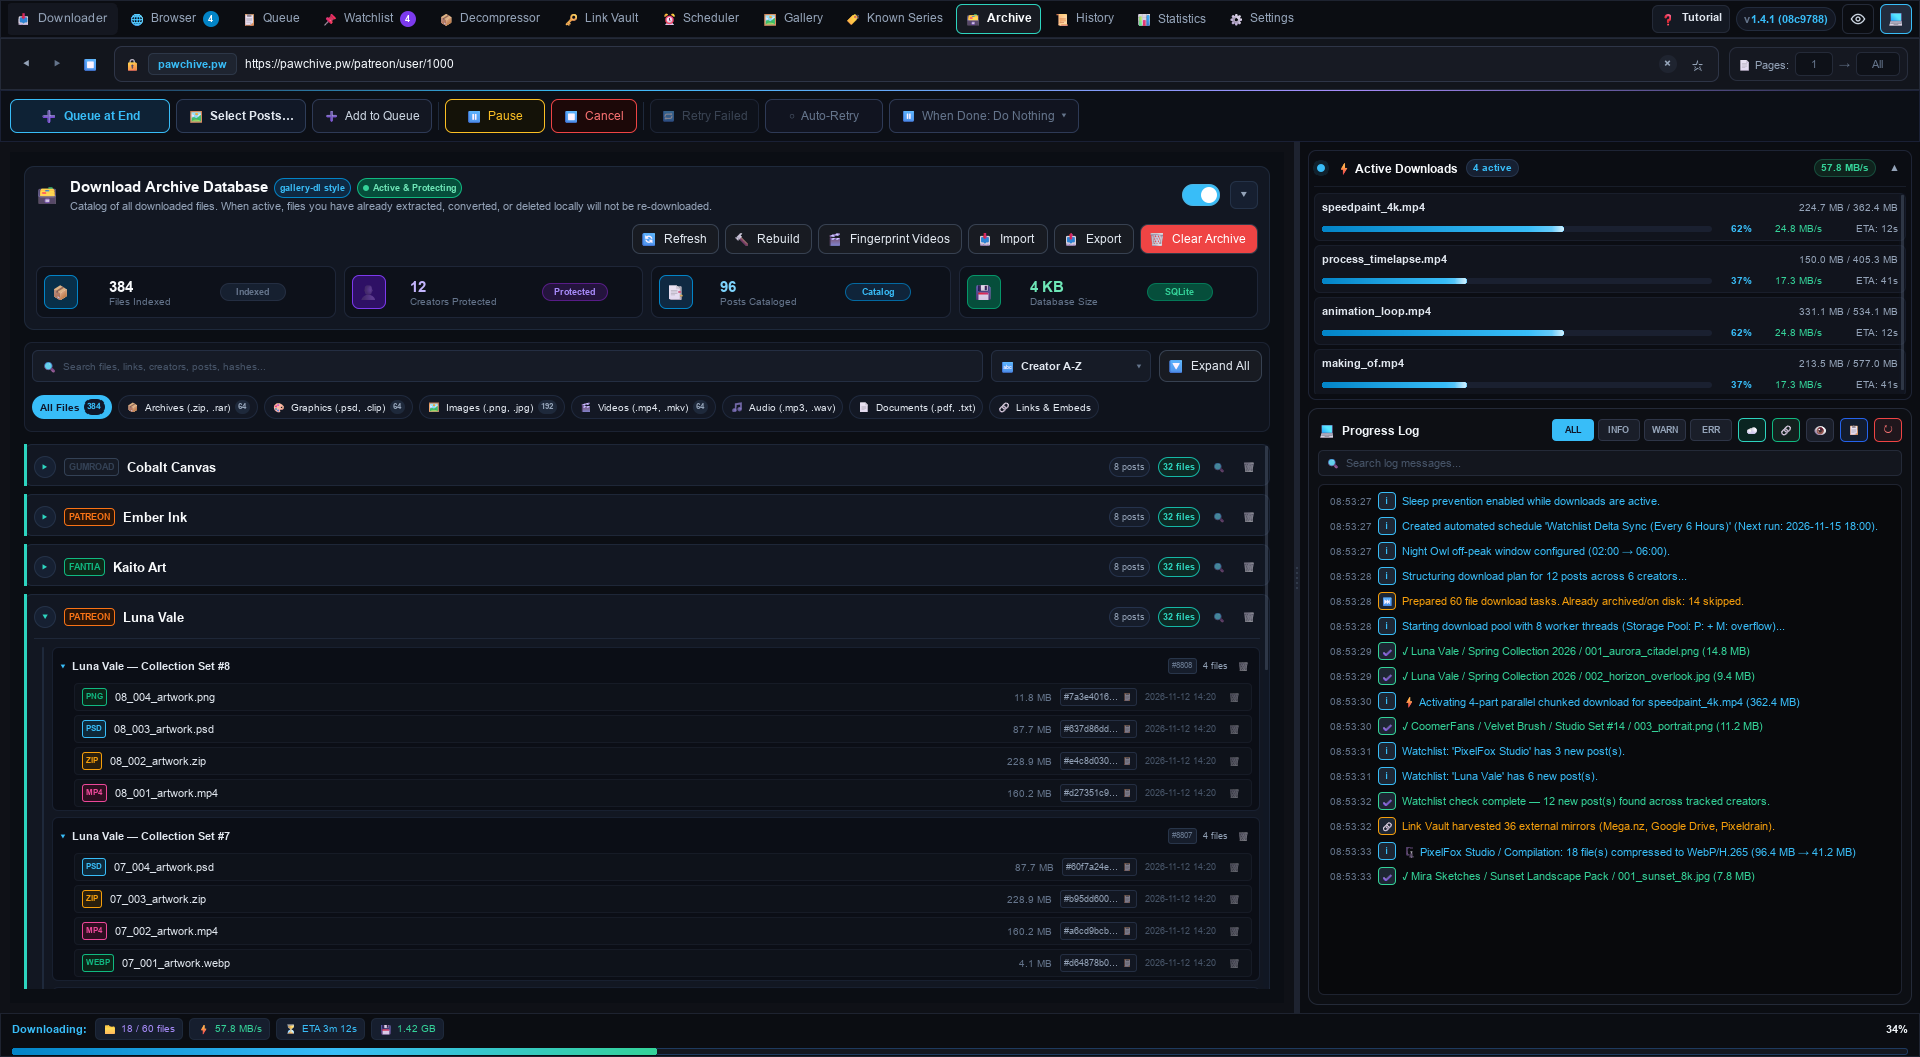 Downloader Browser 4 Queue Watchlist 4 Decompressor Link Vault Scheduler Gallery Known Series Archive History Statistics Settings Tutorial v1.4.1 (08c9788)
pawchive.pw https://pawchive.pw/patreon/user/1000 Pages: 1 → All
Queue at End Select Posts... Add to Queue Pause Cancel Retry Failed Auto-Retry When Done: Do Nothing
Download Archive Database gallery-dl style Active & Protecting
Catalog of all downloaded files. When active, files you have already extracted, converted, or deleted locally will not be re-downloaded.
Refresh Rebuild Fingerprint Videos Import Export Clear Archive
384 Files Indexed Indexed
12 Creators Protected Protected
96 Posts Cataloged Catalog
4 KB Database Size SQLite
Search files, links, creators, posts, hashes... Creator A-Z Expand All
All Files 384 Archives (.zip, .rar) 64 Graphics (.psd, .clip) 64 Images (.png, .jpg) 192 Videos (.mp4, .mkv) 64 Audio (.mp3, .wav) Documents (.pdf, .txt) Links & Embeds
GUMROAD Cobalt Canvas 8 posts 32 files
PATREON Ember Ink 8 posts 32 files
FANTIA Kaito Art 8 posts 32 files
PATREON Luna Vale 8 posts 32 files
Luna Vale — Collection Set #8 #8808 4 files
PNG 08_004_artwork.png 11.8 MB #7a3e4016... 2026-11-12 14:20
PSD 08_003_artwork.psd 87.7 MB #637d86dd... 2026-11-12 14:20
ZIP 08_002_artwork.zip 228.9 MB #e4c8d030... 2026-11-12 14:20
MP4 08_001_artwork.mp4 160.2 MB #d27351c9... 2026-11-12 14:20
Luna Vale — Collection Set #7 #8807 4 files
PSD 07_004_artwork.psd 87.7 MB #60f7a24e... 2026-11-12 14:20
ZIP 07_003_artwork.zip 228.9 MB #b95dd600... 2026-11-12 14:20
MP4 07_002_artwork.mp4 160.2 MB #a6cd9bcb... 2026-11-12 14:20
WEBP 07_001_artwork.webp 4.1 MB #d64878b0... 2026-11-12 14:20
Active Downloads 4 active 57.8 MB/s
speedpaint_4k.mp4 224.7 MB / 362.4 MB
62% 24.8 MB/s ETA: 12s
process_timelapse.mp4 150.0 MB / 405.3 MB
37% 17.3 MB/s ETA: 41s
animation_loop.mp4 331.1 MB / 534.1 MB
62% 24.8 MB/s ETA: 12s
making_of.mp4 213.5 MB / 577.0 MB
37% 17.3 MB/s ETA: 41s
Progress Log ALL INFO WARN ERR
Search log messages...
08:53:27 i Sleep prevention enabled while downloads are active.
08:53:27 i Created automated schedule 'Watchlist Delta Sync (Every 6 Hours)' (Next run: 2026-11-15 18:00).
08:53:27 i Night Owl off-peak window configured (02:00 → 06:00).
08:53:28 i Structuring download plan for 12 posts across 6 creators...
08:53:28 Prepared 60 file download tasks. Already archived/on disk: 14 skipped.
08:53:28 i Starting download pool with 8 worker threads (Storage Pool: P: + M: overflow)...
08:53:29 ✓ Luna Vale / Spring Collection 2026 / 001_aurora_citadel.png (14.8 MB)
08:53:29 ✓ Luna Vale / Spring Collection 2026 / 002_horizon_overlook.jpg (9.4 MB)
08:53:30 i Activating 4-part parallel chunked download for speedpaint_4k.mp4 (362.4 MB)
08:53:30 ✓ CoomerFans / Velvet Brush / Studio Set #14 / 003_portrait.png (11.2 MB)
08:53:31 i Watchlist: 'PixelFox Studio' has 3 new post(s).
08:53:31 i Watchlist: 'Luna Vale' has 6 new post(s).
08:53:32 Watchlist check complete — 12 new post(s) found across tracked creators.
08:53:32 Link Vault harvested 36 external mirrors (Mega.nz, Google Drive, Pixeldrain).
08:53:33 i PixelFox Studio / Compilation: 18 file(s) compressed to WebP/H.265 (96.4 MB → 41.2 MB)
08:53:33 ✓ Mira Sketches / Sunset Landscape Pack / 001_sunset_8k.jpg (7.8 MB)
Downloading: 18 / 60 files 57.8 MB/s ETA 3m 12s 1.42 GB 34%